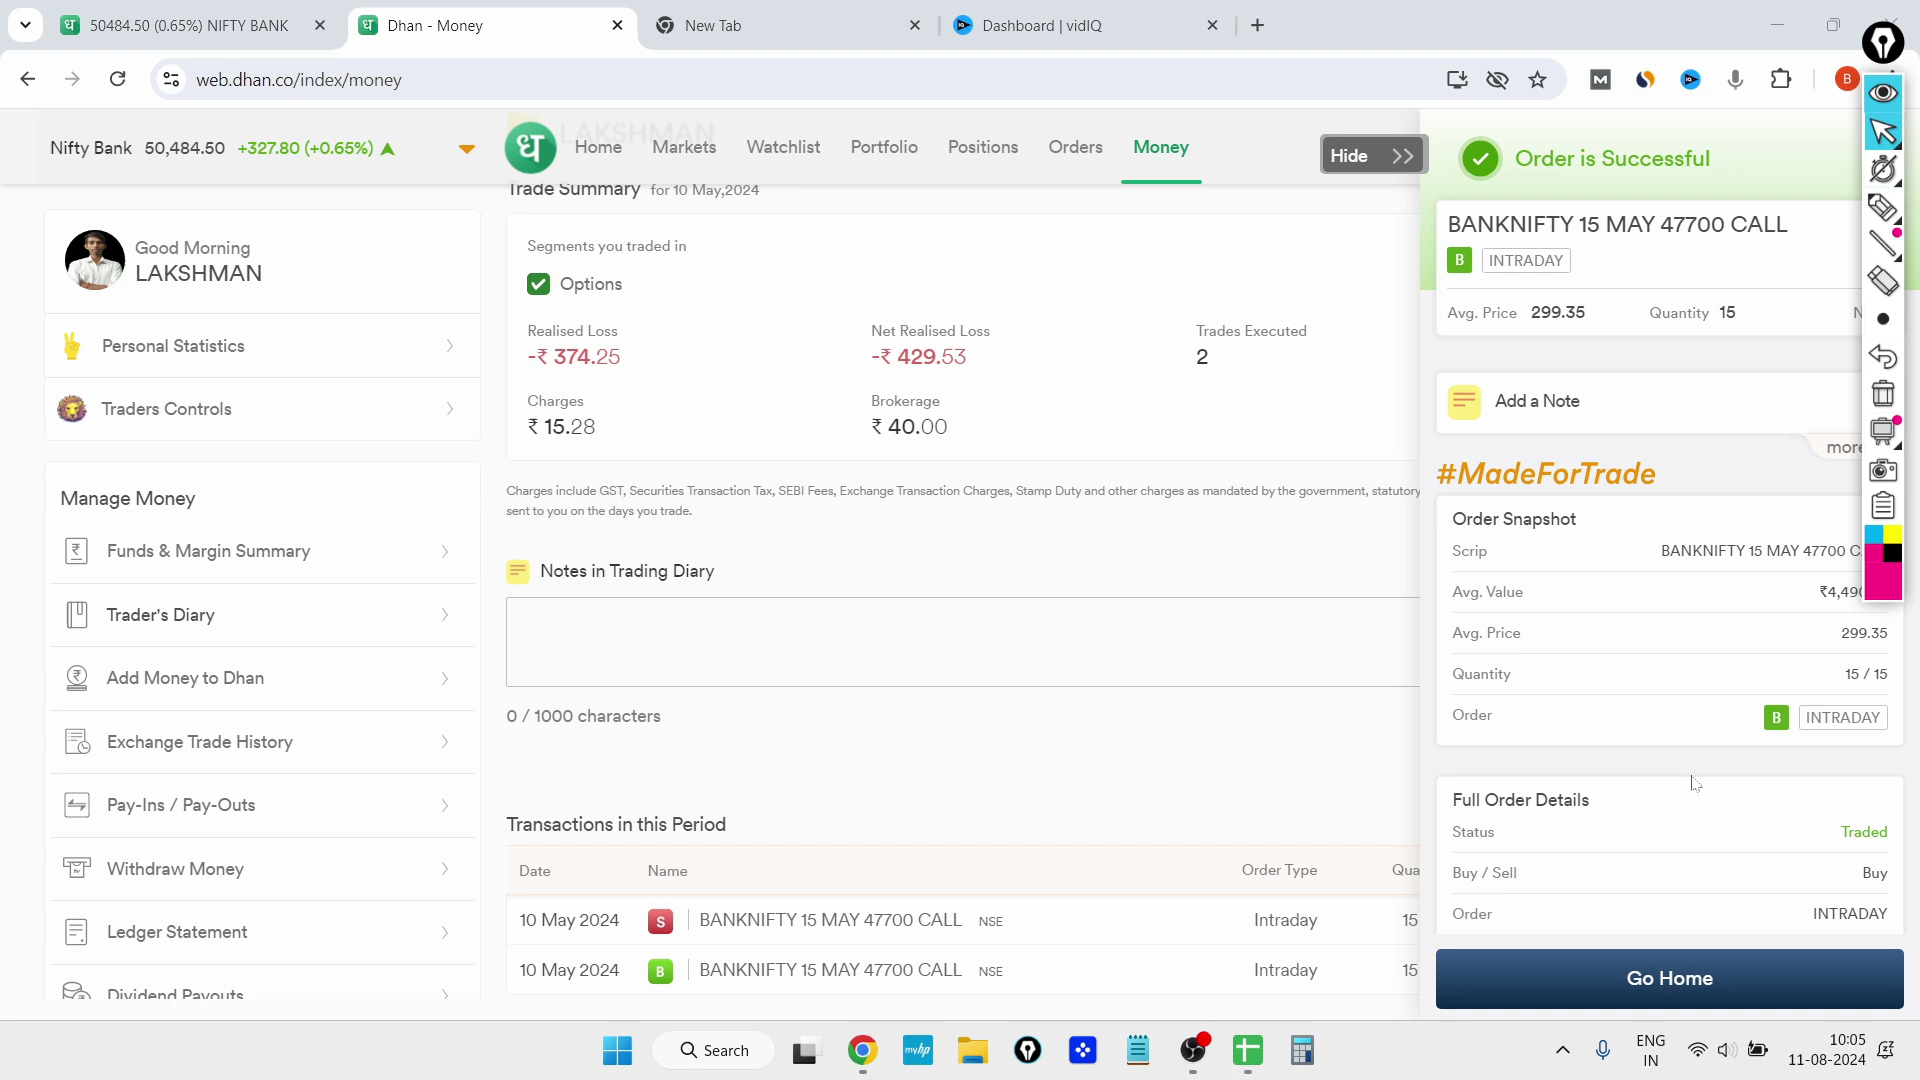 50484.50 (0.65%) NIFTY BANK
Dhan - Money
New Tab
Dashboard | vidIQ
web.dhan.co/index/money
B
Nifty Bank 50,484.50 +327.80 (+0.65%)
ध
LAKSHMAN
Home
Markets
Watchlist
Portfolio
Positions
Orders
Money
Hide
Order is Successful
Good Morning
LAKSHMAN
Personal Statistics
Traders Controls
Manage Money
Funds & Margin Summary
Trader's Diary
Add Money to Dhan
Exchange Trade History
Pay-Ins / Pay-Outs
Withdraw Money
Ledger Statement
Dividend Payouts
Trade Summary for 10 May,2024
Segments you traded in
Options
Realised Loss
-₹ 374.25
Net Realised Loss
-₹ 429.53
Trades Executed
2
Charges
₹ 15.28
Brokerage
₹ 40.00
Charges include GST, Securities Transaction Tax, SEBI Fees, Exchange Transaction Charges, Stamp Duty and other charges as mandated by the government, statutory
sent to you on the days you trade.
Notes in Trading Diary
0 / 1000 characters
Transactions in this Period
Date Name Order Type Qua
10 May 2024 S BANKNIFTY 15 MAY 47700 CALL NSE Intraday 15
10 May 2024 B BANKNIFTY 15 MAY 47700 CALL NSE Intraday 15
BANKNIFTY 15 MAY 47700 CALL
B INTRADAY
Avg. Price 299.35 Quantity 15 N
Add a Note
more
#MadeForTrade
Order Snapshot
Scrip BANKNIFTY 15 MAY 47700 C
Avg. Value ₹4,490
Avg. Price 299.35
Quantity 15 / 15
Order B INTRADAY
Full Order Details
Status Traded
Buy / Sell Buy
Order INTRADAY
Go Home
Search
myhp
ENG
IN
10:05
11-08-2024